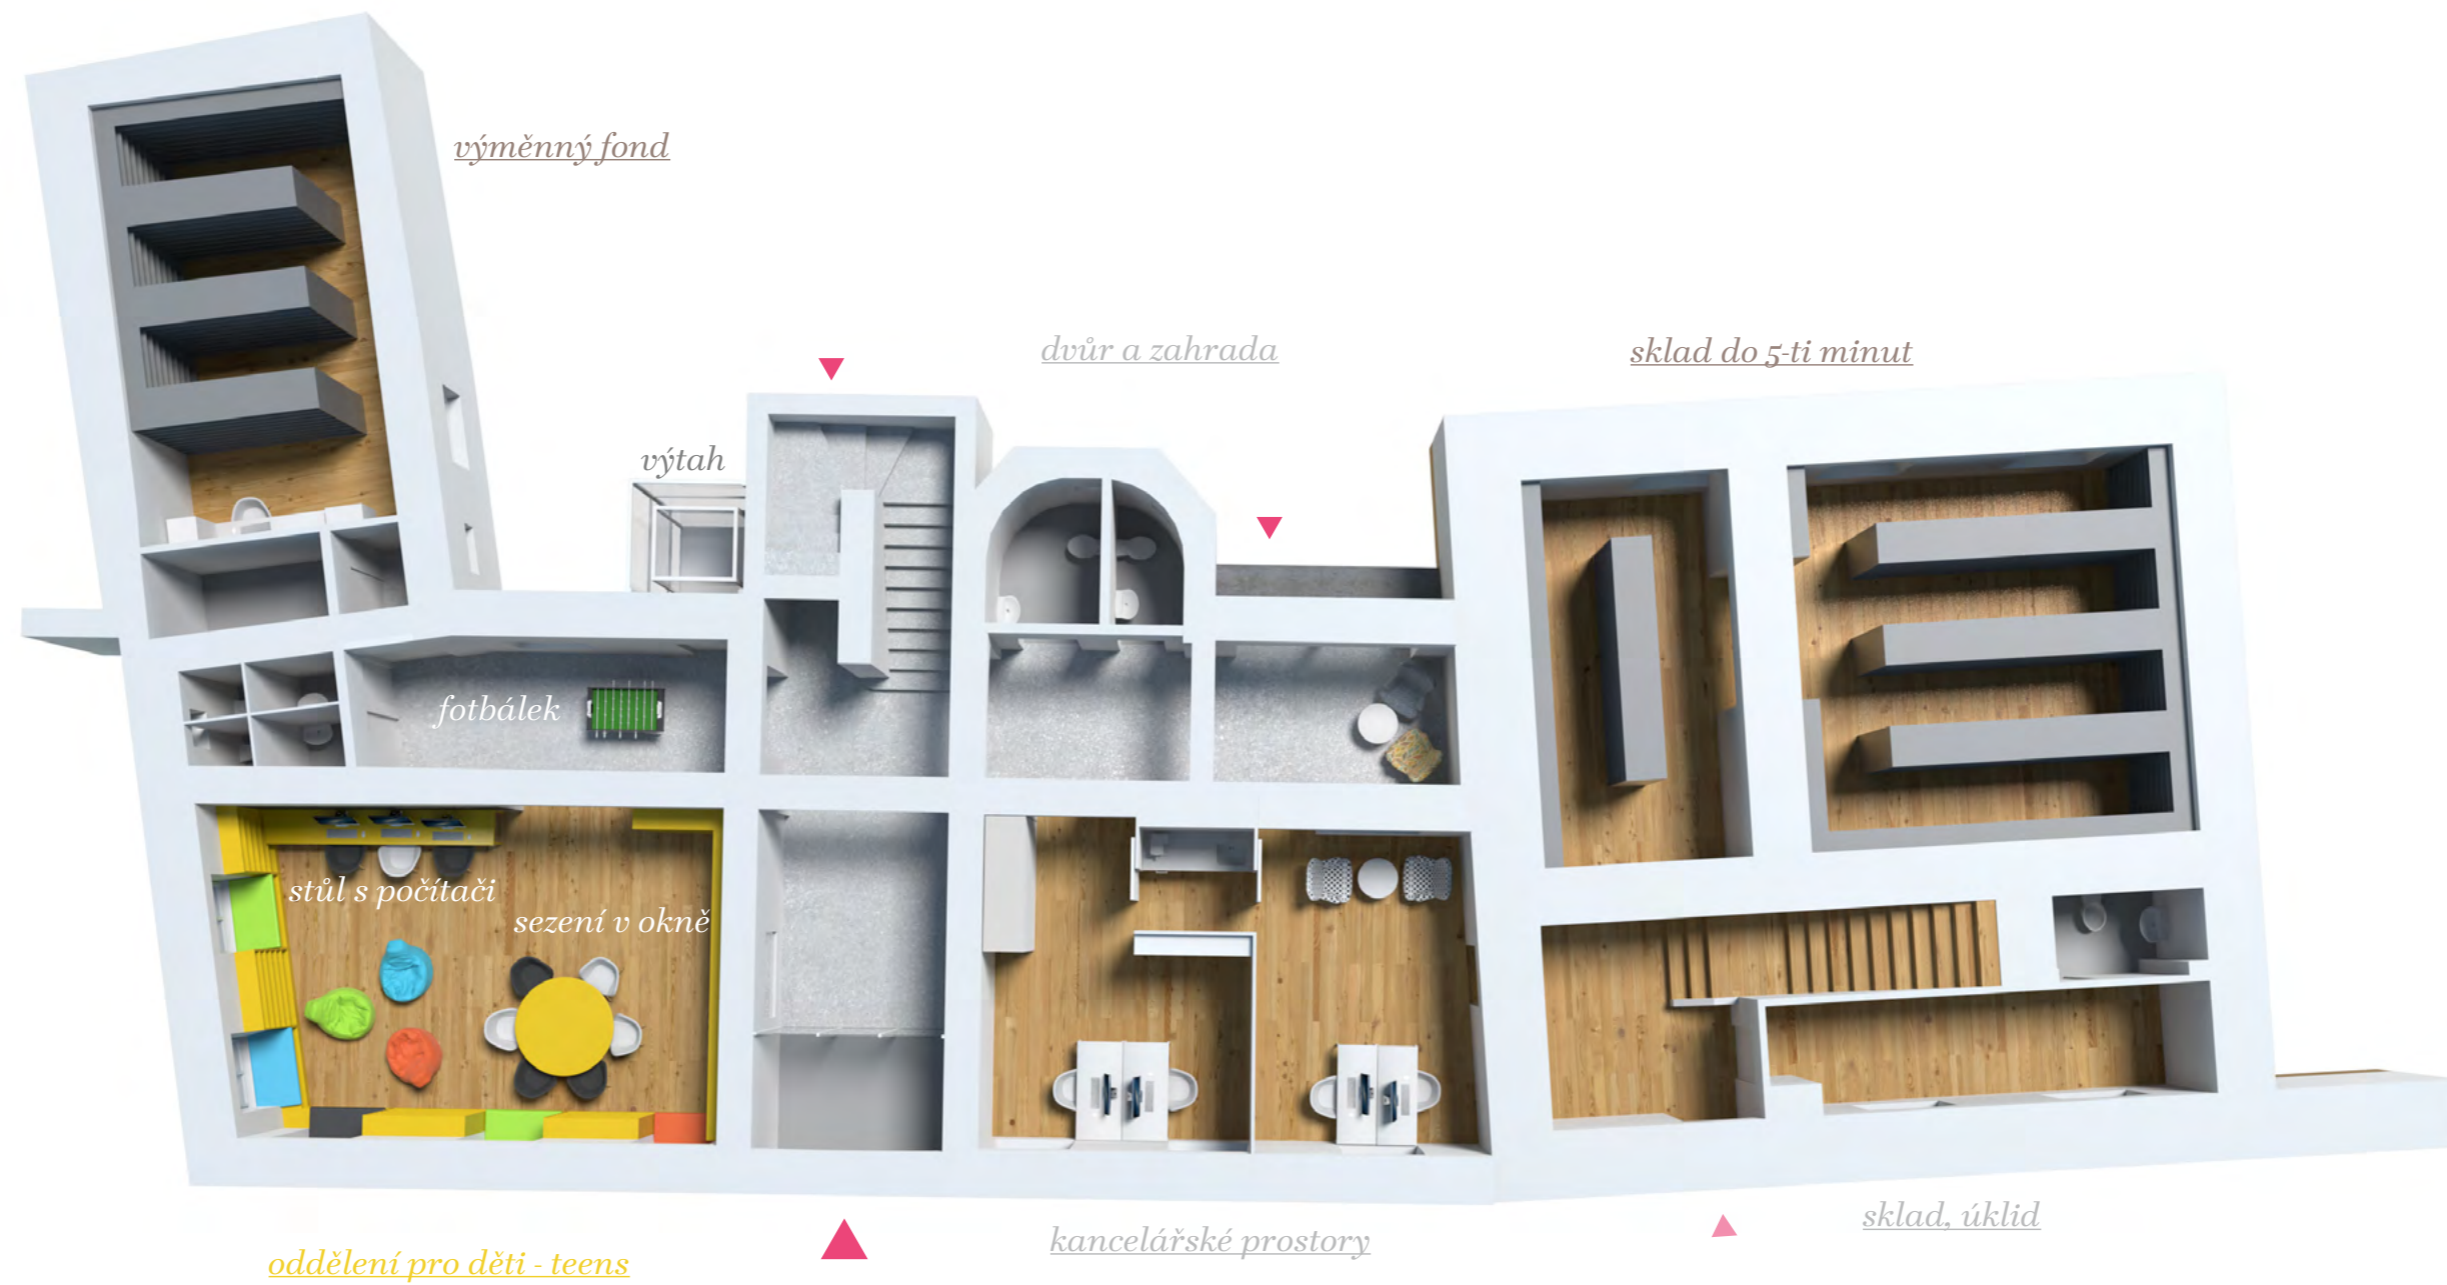 výměnný fond
dvůr a zahrada
sklad do 5-ti minut
výtah
fotbálek
stůl s počítači
sezení v okně
sklad, úklid
kancelářské prostory
oddělení pro děti - teens